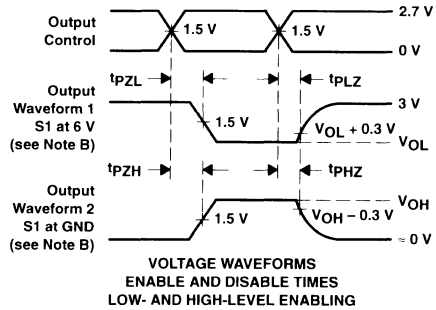 Output
Control
1.5 V
1.5 V
2.7 V
0 V
tPZL
tPLZ
Output
Waveform 1
S1 at 6 V
(see Note B)
1.5 V
3 V
VOL + 0.3 V
VOL
tPZH
tPHZ
Output
Waveform 2
S1 at GND
(see Note B)
1.5 V
VOH
VOH − 0.3 V
≈ 0 V
VOLTAGE WAVEFORMS
ENABLE AND DISABLE TIMES
LOW- AND HIGH-LEVEL ENABLING